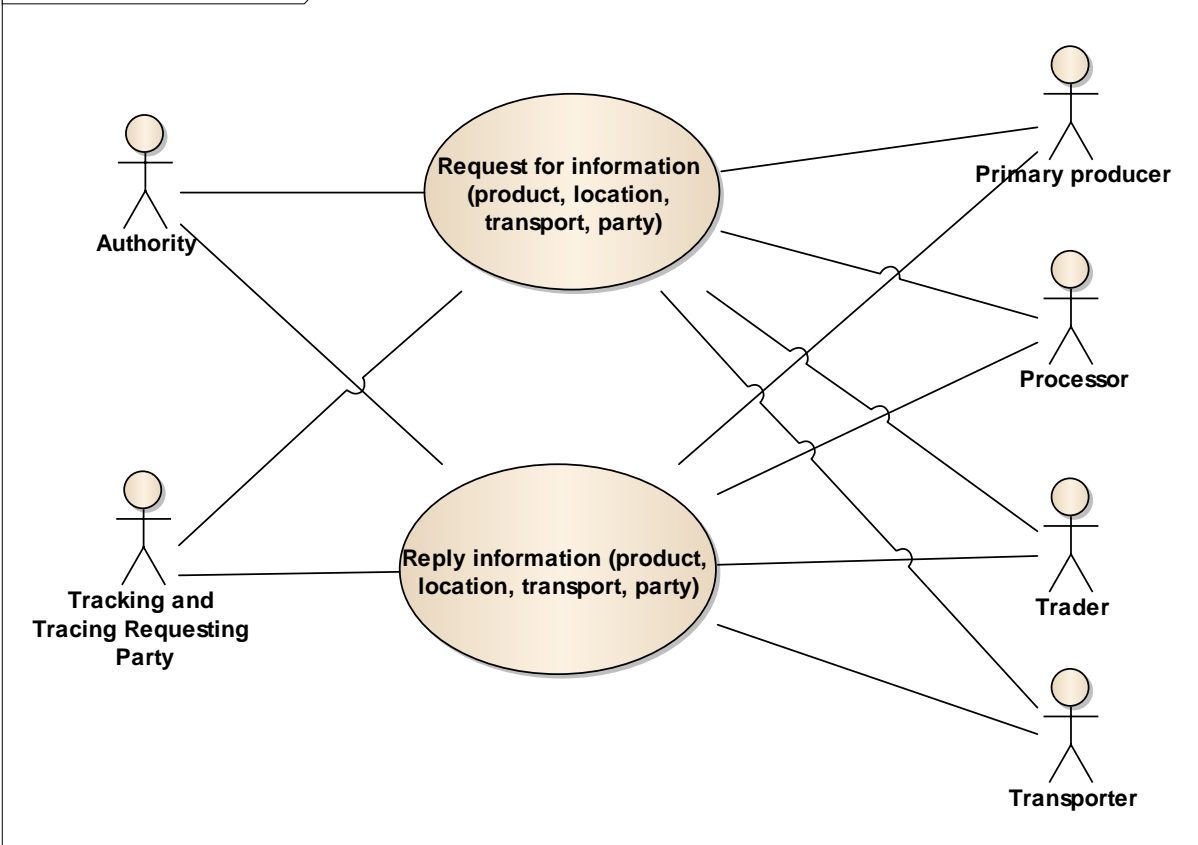 Request for information
(product, location,
transport, party)
Primary producer
Authority
Processor
Reply information (product,
location, transport, party)
Tracking and
Tracing Requesting
Party
Trader
Transporter